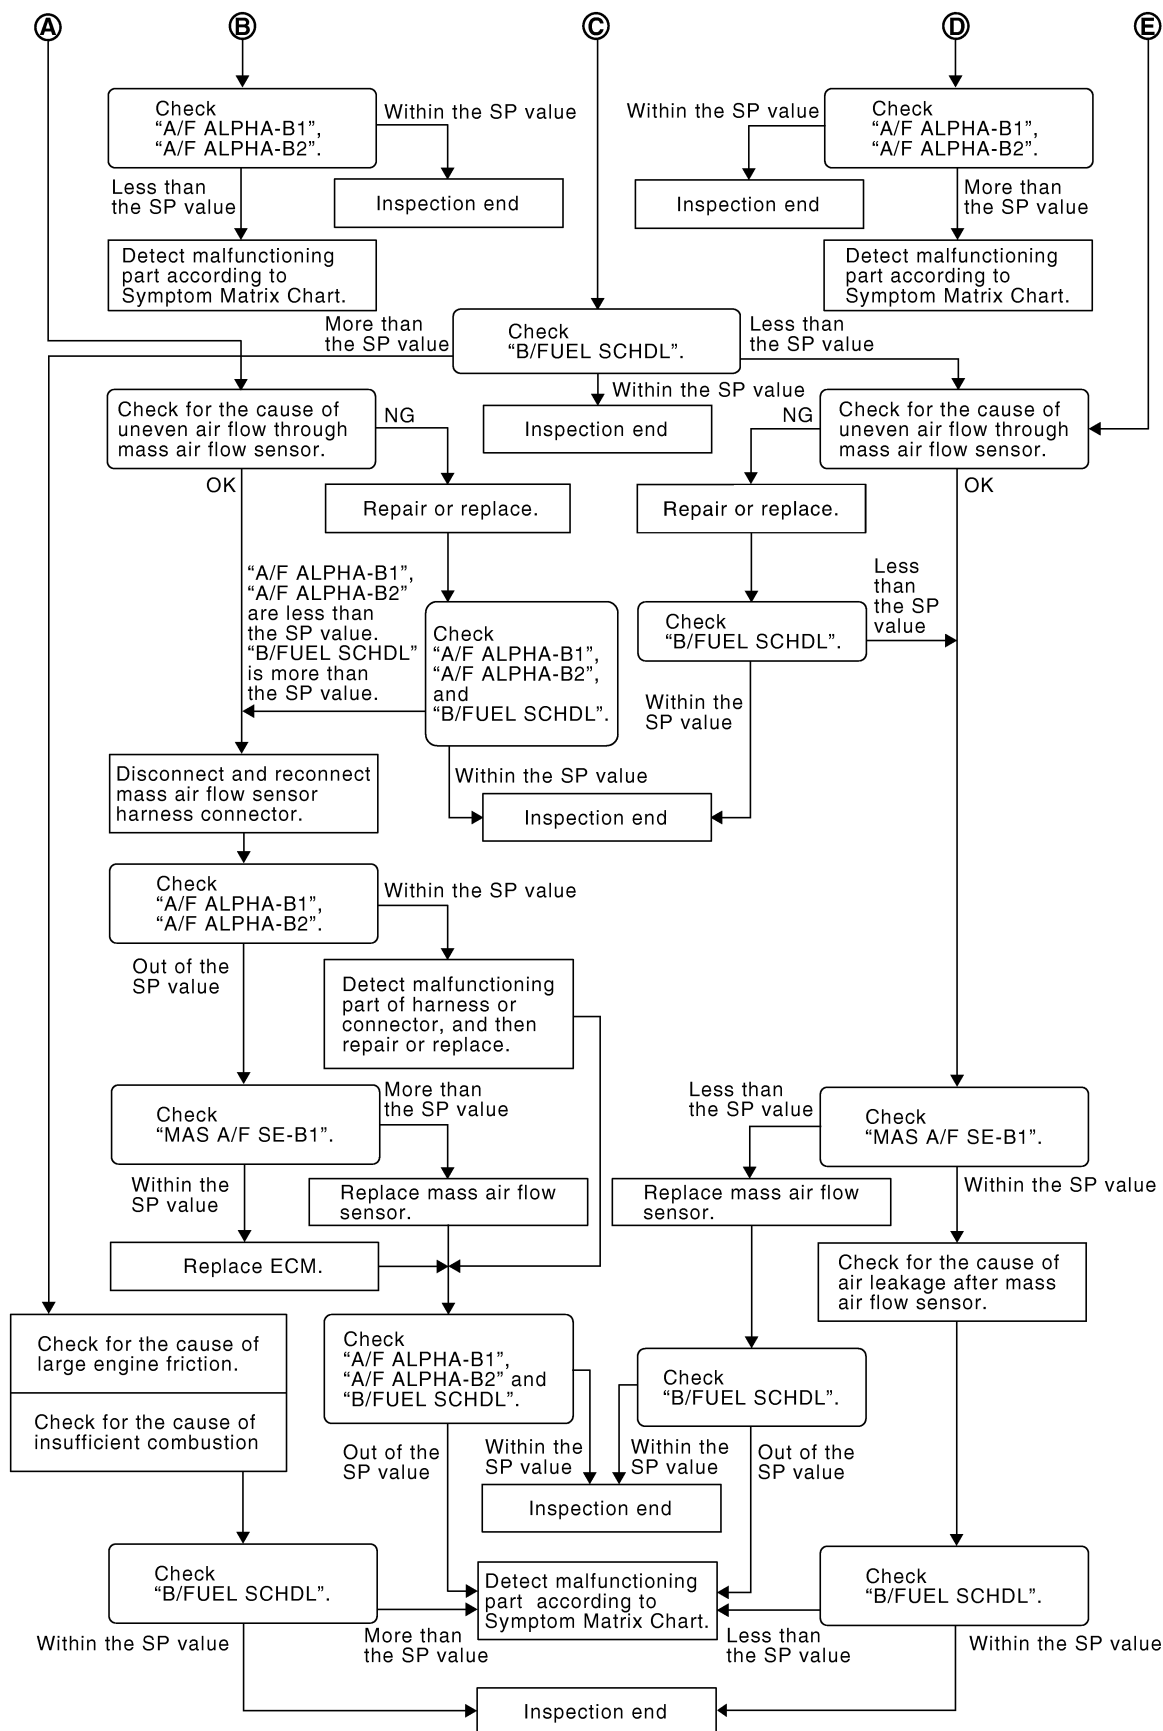 A
B
C
D
E
Check
“A/F ALPHA-B1”,
“A/F ALPHA-B2”.
Within the SP value
Less than
the SP value
Inspection end
Detect malfunctioning
part according to
Symptom Matrix Chart.
Within the SP value
Check
“A/F ALPHA-B1”,
“A/F ALPHA-B2”.
Inspection end
More than
the SP value
Detect malfunctioning
part according to
Symptom Matrix Chart.
More than
the SP value
Check
“B/FUEL SCHDL”.
Less than
the SP value
Within the SP value
Inspection end
Check for the cause of
uneven air flow through
mass air flow sensor.
NG
OK
Repair or replace.
NG
Check for the cause of
uneven air flow through
mass air flow sensor.
OK
Repair or replace.
“A/F ALPHA-B1”,
“A/F ALPHA-B2”
are less than
the SP value.
“B/FUEL SCHDL”
is more than
the SP value.
Check
“A/F ALPHA-B1”,
“A/F ALPHA-B2”,
and
“B/FUEL SCHDL”.
Check
“B/FUEL SCHDL”.
Less
than
the SP
value
Within the
SP value
Within the SP value
Inspection end
Disconnect and reconnect
mass air flow sensor
harness connector.
Check
“A/F ALPHA-B1”,
“A/F ALPHA-B2”.
Within the SP value
Out of the
SP value
Detect malfunctioning
part of harness or
connector, and then
repair or replace.
Check
“MAS A/F SE-B1”.
More than
the SP value
Less than
the SP value
Check
“MAS A/F SE-B1”.
Within the
SP value
Replace mass air flow
sensor.
Replace mass air flow
sensor.
Within the SP value
Replace ECM.
Check for the cause of
air leakage after mass
air flow sensor.
Check for the cause of
large engine friction.
Check for the cause of
insufficient combustion
Check
“A/F ALPHA-B1”,
“A/F ALPHA-B2” and
“B/FUEL SCHDL”.
Check
“B/FUEL SCHDL”.
Out of the
SP value
Within the
SP value
Within the
SP value
Out of the
SP value
Inspection end
Check
“B/FUEL SCHDL”.
Detect malfunctioning
part according to
Symptom Matrix Chart.
Check
“B/FUEL SCHDL”.
Within the SP value
More than
the SP value
Less than
the SP value
Within the SP value
Inspection end